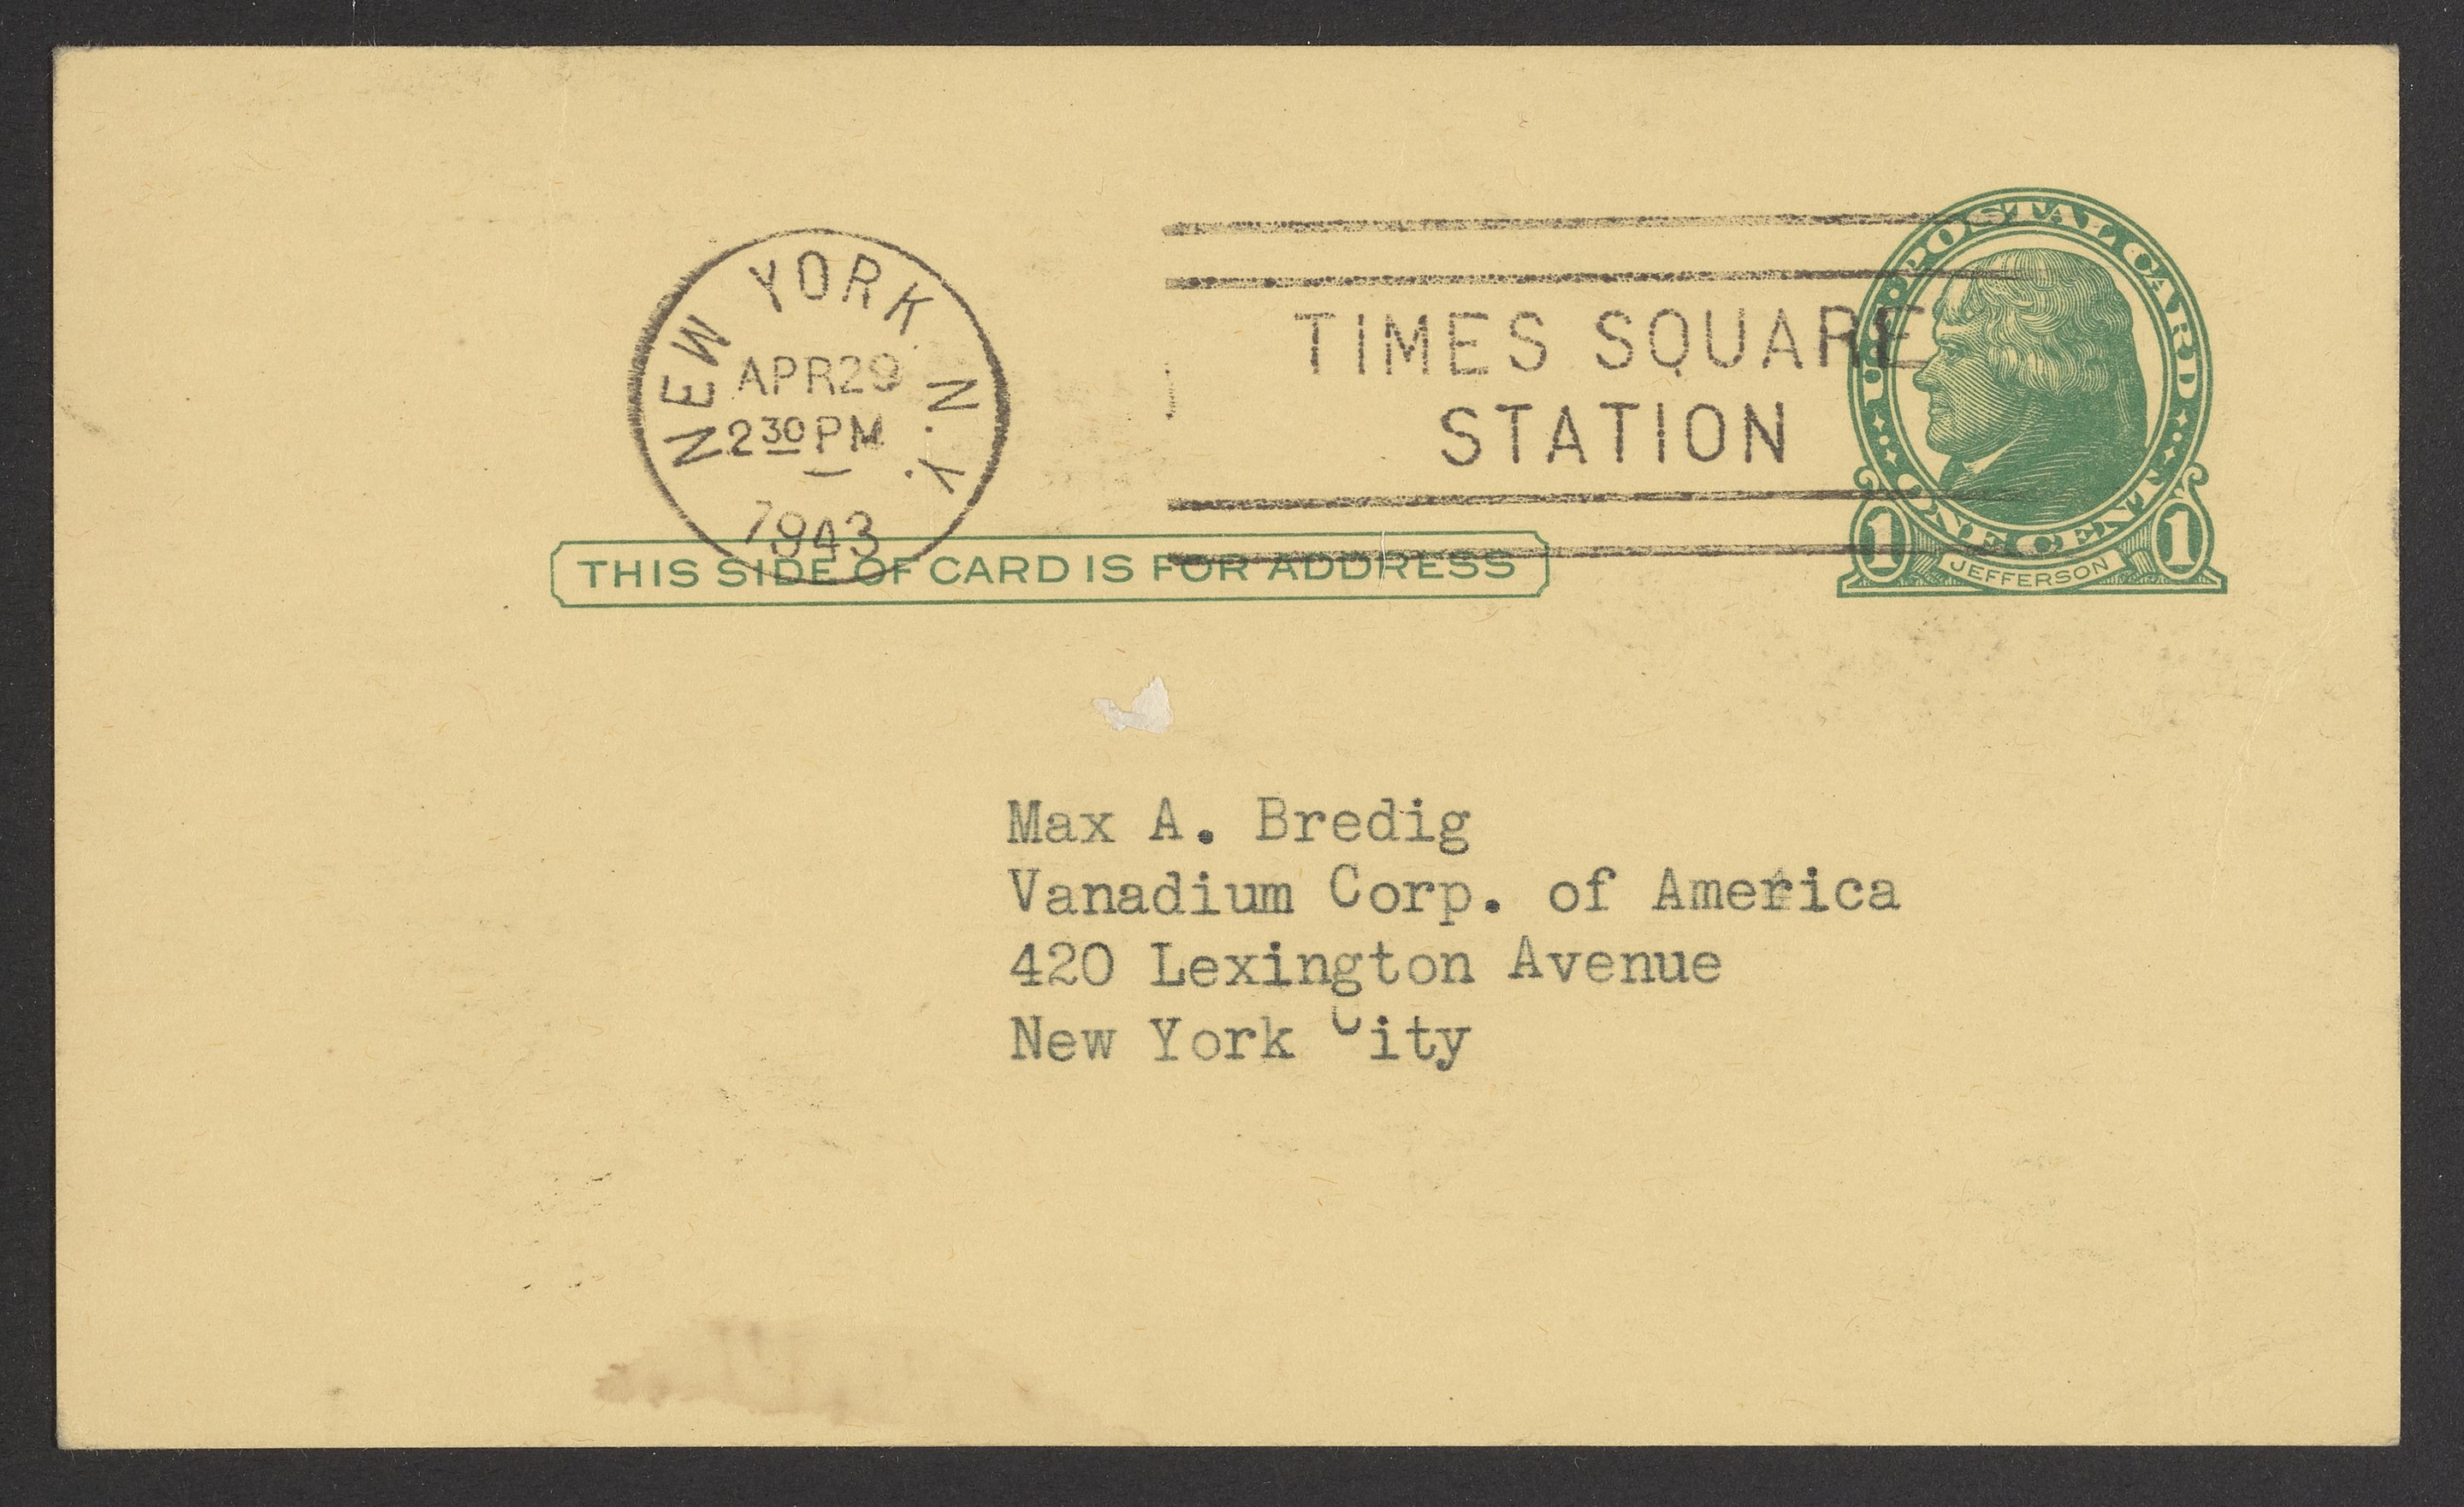 NEW YORK, N.Y.
APR 29
2 30 PM
1943
TIMES SQUARE
STATION
U.S. POSTAL CARD
ONE CENT
1 1
JEFFERSON
THIS SIDE OF CARD IS FOR ADDRESS
Max A. Bredig
Vanadium Corp. of America
420 Lexington Avenue
New York City